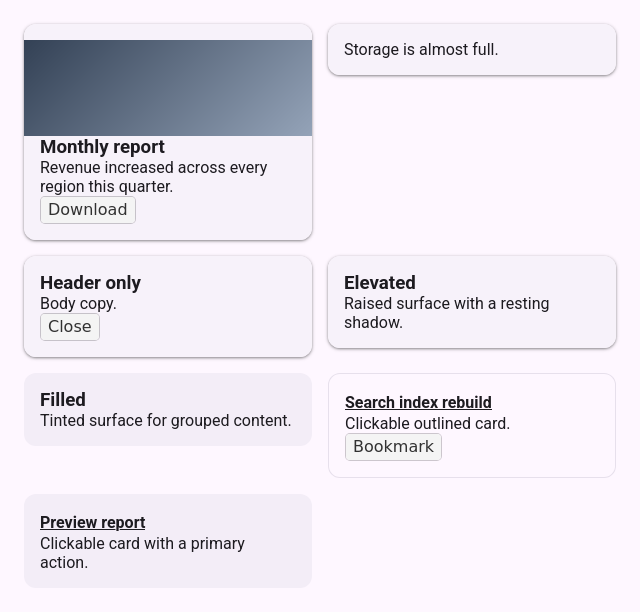 Monthly report
Revenue increased across every
region this quarter.
Download
Storage is almost full.
Header only
Body copy.
Close
Elevated
Raised surface with a resting
shadow.
Filled
Tinted surface for grouped content.
Search index rebuild
Clickable outlined card.
Bookmark
Preview report
Clickable card with a primary
action.